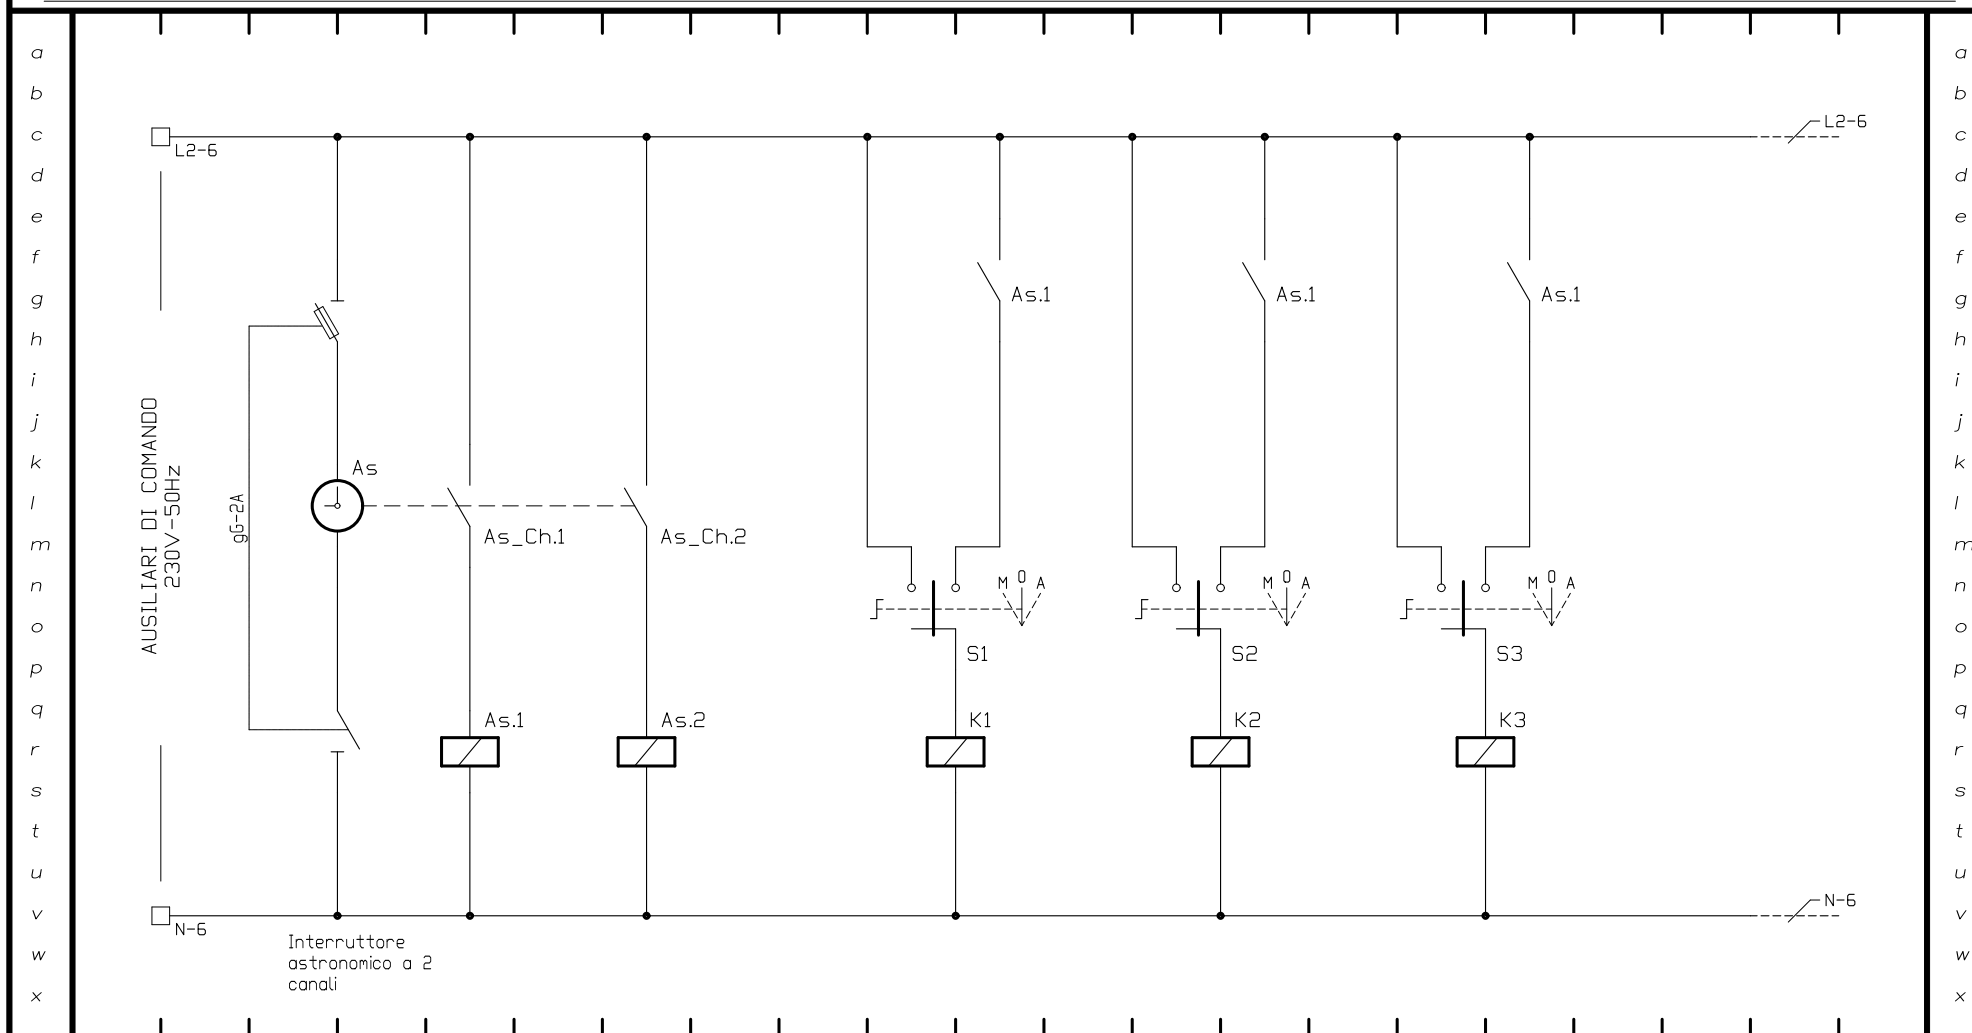 a a
b b
c c
d d
e e
f f
g g
h h
i i
j j
k k
l l
m m
n n
o o
p p
q q
r r
s s
t t
u u
v v
w w
x x
L2-6
L2-6
AUSILIARI DI COMANDO
230V-50Hz
gG-2A
As
As_Ch.1
As_Ch.2
As.1
As.1
As.1
M 0 A
M 0 A
M 0 A
S1
S2
S3
As.1
As.2
K1
K2
K3
N-6
N-6
Interruttore
astronomico a 2
canali